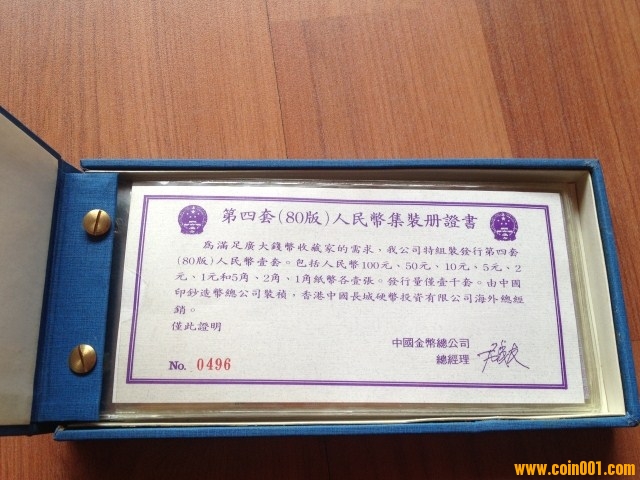 第四套(80版)人民幣集裝册證書
為滿足廣大錢幣收藏家的需求，我公司特組裝發行第四套
(80版)人民幣壹套。包括人民幣100元、50元、10元、5元、2
元、1元和5角、2角、1角紙幣各壹張。發行量僅壹千套。由中國
印鈔造幣總公司裝禎，香港中國長城硬幣投資有限公司海外總經
銷。
僅此證明
中國金幣總公司
總經理
No. 0496
www.coin001.com